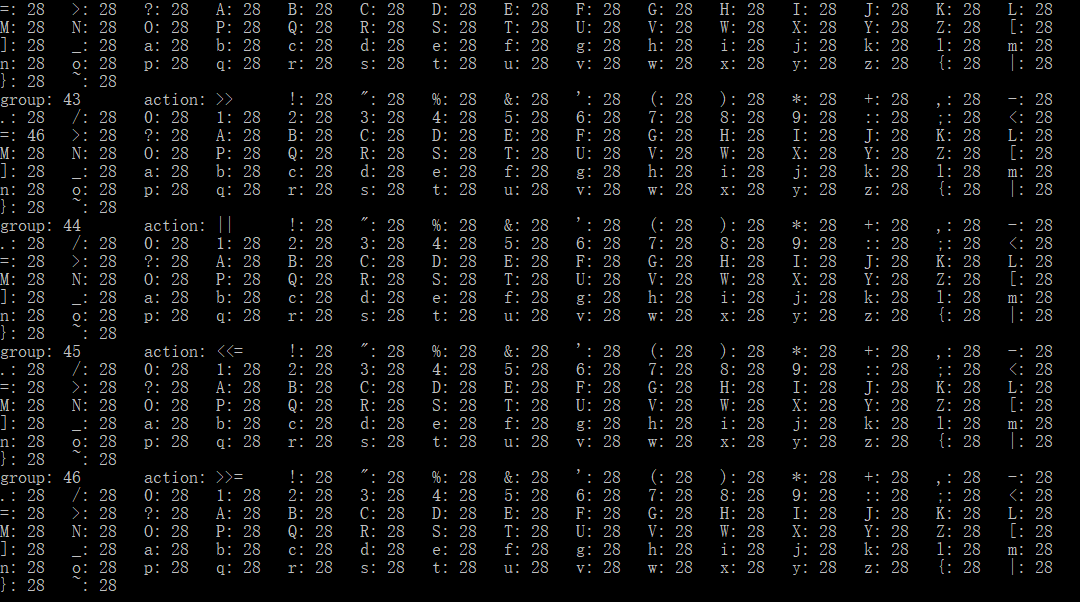 =: 28 >: 28 ?: 28 A: 28 B: 28 C: 28 D: 28 E: 28 F: 28 G: 28 H: 28 I: 28 J: 28 K: 28 L: 28
M: 28 N: 28 O: 28 P: 28 Q: 28 R: 28 S: 28 T: 28 U: 28 V: 28 W: 28 X: 28 Y: 28 Z: 28 [: 28
]: 28 _: 28 a: 28 b: 28 c: 28 d: 28 e: 28 f: 28 g: 28 h: 28 i: 28 j: 28 k: 28 l: 28 m: 28
n: 28 o: 28 p: 28 q: 28 r: 28 s: 28 t: 28 u: 28 v: 28 w: 28 x: 28 y: 28 z: 28 {: 28 |: 28
}: 28 ~: 28
group: 43 action: >> !: 28 ": 28 %: 28 &: 28 ': 28 (: 28 ): 28 *: 28 +: 28 ,: 28 -: 28
.: 28 /: 28 0: 28 1: 28 2: 28 3: 28 4: 28 5: 28 6: 28 7: 28 8: 28 9: 28 :: 28 ;: 28 <: 28
=: 46 >: 28 ?: 28 A: 28 B: 28 C: 28 D: 28 E: 28 F: 28 G: 28 H: 28 I: 28 J: 28 K: 28 L: 28
M: 28 N: 28 O: 28 P: 28 Q: 28 R: 28 S: 28 T: 28 U: 28 V: 28 W: 28 X: 28 Y: 28 Z: 28 [: 28
]: 28 _: 28 a: 28 b: 28 c: 28 d: 28 e: 28 f: 28 g: 28 h: 28 i: 28 j: 28 k: 28 l: 28 m: 28
n: 28 o: 28 p: 28 q: 28 r: 28 s: 28 t: 28 u: 28 v: 28 w: 28 x: 28 y: 28 z: 28 {: 28 |: 28
}: 28 ~: 28
group: 44 action: || !: 28 ": 28 %: 28 &: 28 ': 28 (: 28 ): 28 *: 28 +: 28 ,: 28 -: 28
.: 28 /: 28 0: 28 1: 28 2: 28 3: 28 4: 28 5: 28 6: 28 7: 28 8: 28 9: 28 :: 28 ;: 28 <: 28
=: 28 >: 28 ?: 28 A: 28 B: 28 C: 28 D: 28 E: 28 F: 28 G: 28 H: 28 I: 28 J: 28 K: 28 L: 28
M: 28 N: 28 O: 28 P: 28 Q: 28 R: 28 S: 28 T: 28 U: 28 V: 28 W: 28 X: 28 Y: 28 Z: 28 [: 28
]: 28 _: 28 a: 28 b: 28 c: 28 d: 28 e: 28 f: 28 g: 28 h: 28 i: 28 j: 28 k: 28 l: 28 m: 28
n: 28 o: 28 p: 28 q: 28 r: 28 s: 28 t: 28 u: 28 v: 28 w: 28 x: 28 y: 28 z: 28 {: 28 |: 28
}: 28 ~: 28
group: 45 action: <<= !: 28 ": 28 %: 28 &: 28 ': 28 (: 28 ): 28 *: 28 +: 28 ,: 28 -: 28
.: 28 /: 28 0: 28 1: 28 2: 28 3: 28 4: 28 5: 28 6: 28 7: 28 8: 28 9: 28 :: 28 ;: 28 <: 28
=: 28 >: 28 ?: 28 A: 28 B: 28 C: 28 D: 28 E: 28 F: 28 G: 28 H: 28 I: 28 J: 28 K: 28 L: 28
M: 28 N: 28 O: 28 P: 28 Q: 28 R: 28 S: 28 T: 28 U: 28 V: 28 W: 28 X: 28 Y: 28 Z: 28 [: 28
]: 28 _: 28 a: 28 b: 28 c: 28 d: 28 e: 28 f: 28 g: 28 h: 28 i: 28 j: 28 k: 28 l: 28 m: 28
n: 28 o: 28 p: 28 q: 28 r: 28 s: 28 t: 28 u: 28 v: 28 w: 28 x: 28 y: 28 z: 28 {: 28 |: 28
}: 28 ~: 28
group: 46 action: >>= !: 28 ": 28 %: 28 &: 28 ': 28 (: 28 ): 28 *: 28 +: 28 ,: 28 -: 28
.: 28 /: 28 0: 28 1: 28 2: 28 3: 28 4: 28 5: 28 6: 28 7: 28 8: 28 9: 28 :: 28 ;: 28 <: 28
=: 28 >: 28 ?: 28 A: 28 B: 28 C: 28 D: 28 E: 28 F: 28 G: 28 H: 28 I: 28 J: 28 K: 28 L: 28
M: 28 N: 28 O: 28 P: 28 Q: 28 R: 28 S: 28 T: 28 U: 28 V: 28 W: 28 X: 28 Y: 28 Z: 28 [: 28
]: 28 _: 28 a: 28 b: 28 c: 28 d: 28 e: 28 f: 28 g: 28 h: 28 i: 28 j: 28 k: 28 l: 28 m: 28
n: 28 o: 28 p: 28 q: 28 r: 28 s: 28 t: 28 u: 28 v: 28 w: 28 x: 28 y: 28 z: 28 {: 28 |: 28
}: 28 ~: 28